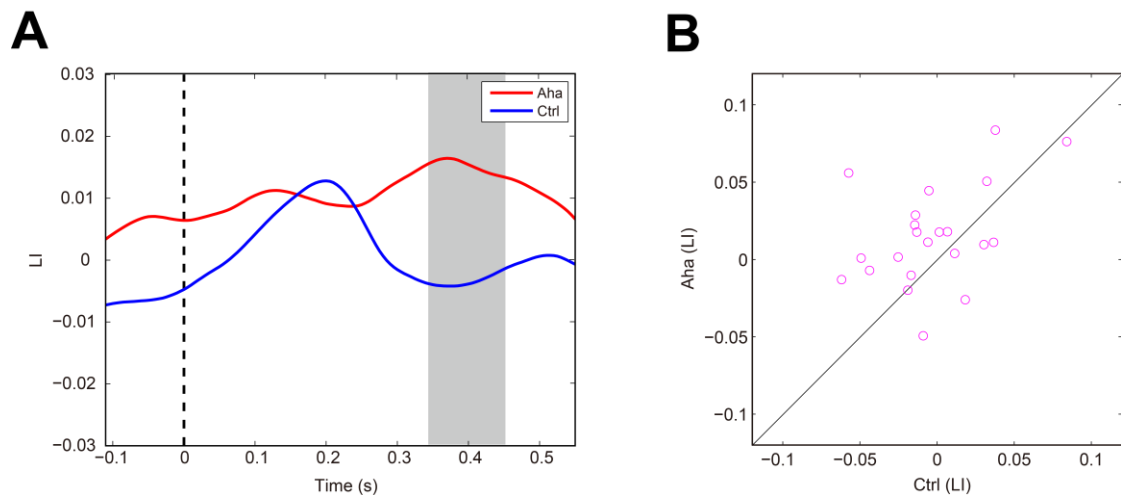 A
0.03
0.02
0.01
0
−0.01
−0.02
−0.03
LI
−0.1 0 0.1 0.2 0.3 0.4 0.5
Time (s)
Aha
Ctrl
B
0.1
0.05
0
−0.05
−0.1
Aha (LI)
−0.1 −0.05 0 0.05 0.1
Ctrl (LI)